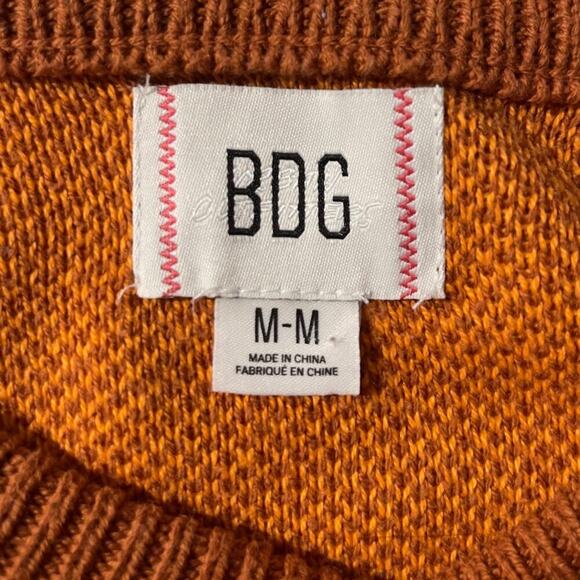 BDG
M-M
MADE IN CHINA
FABRIQUÉ EN CHINE